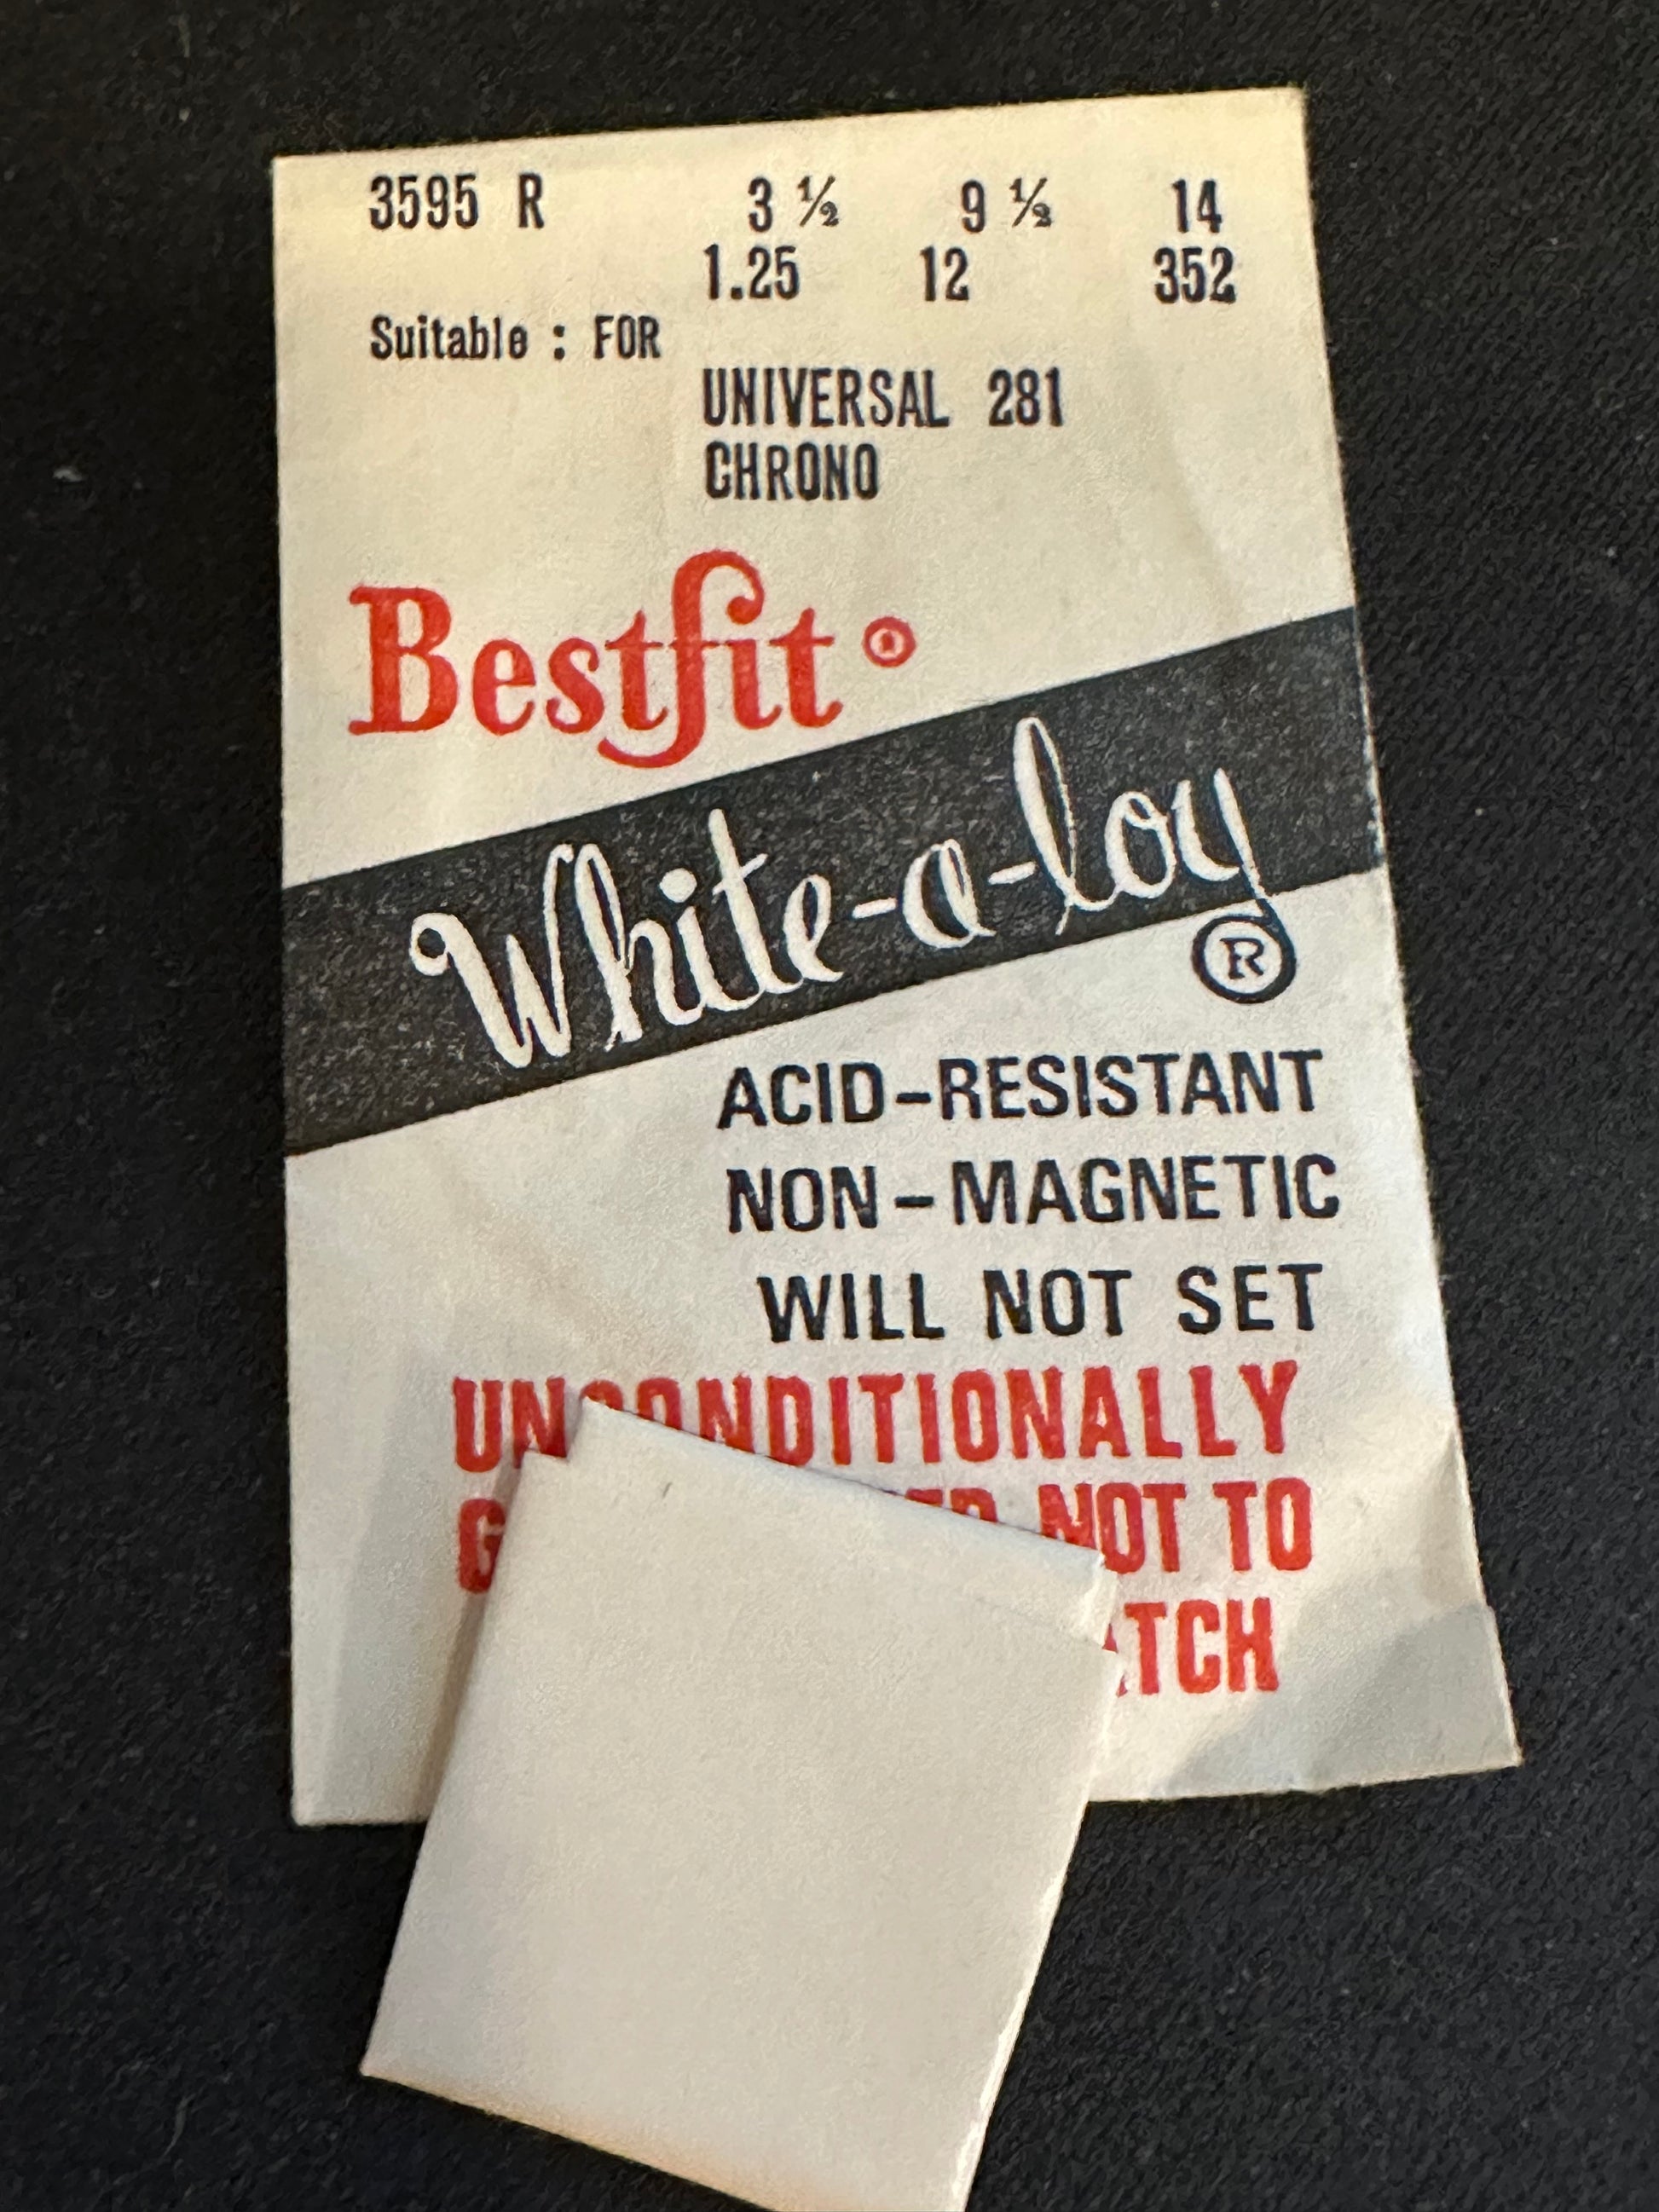 3595 R 3 ½ 9 ½ 14
1.25 12 352
Suitable : FOR
UNIVERSAL 281
CHRONO
Bestfit ®
White-a-loy
®
ACID-RESISTANT
NON-MAGNETIC
WILL NOT SET
UNCONDITIONALLY
NOT TO